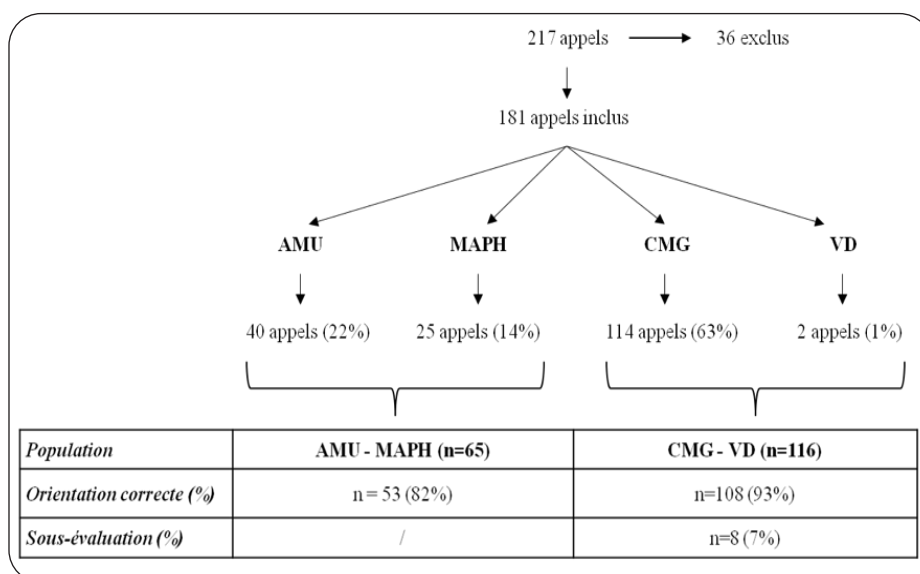 217 appels 36 exclus
181 appels inclus
AMU MAPH CMG VD
40 appels (22%) 25 appels (14%) 114 appels (63%) 2 appels (1%)
Population AMU - MAPH (n=65) CMG - VD (n=116)
Orientation correcte (%) n = 53 (82%) n=108 (93%)
Sous-évaluation (%) / n=8 (7%)